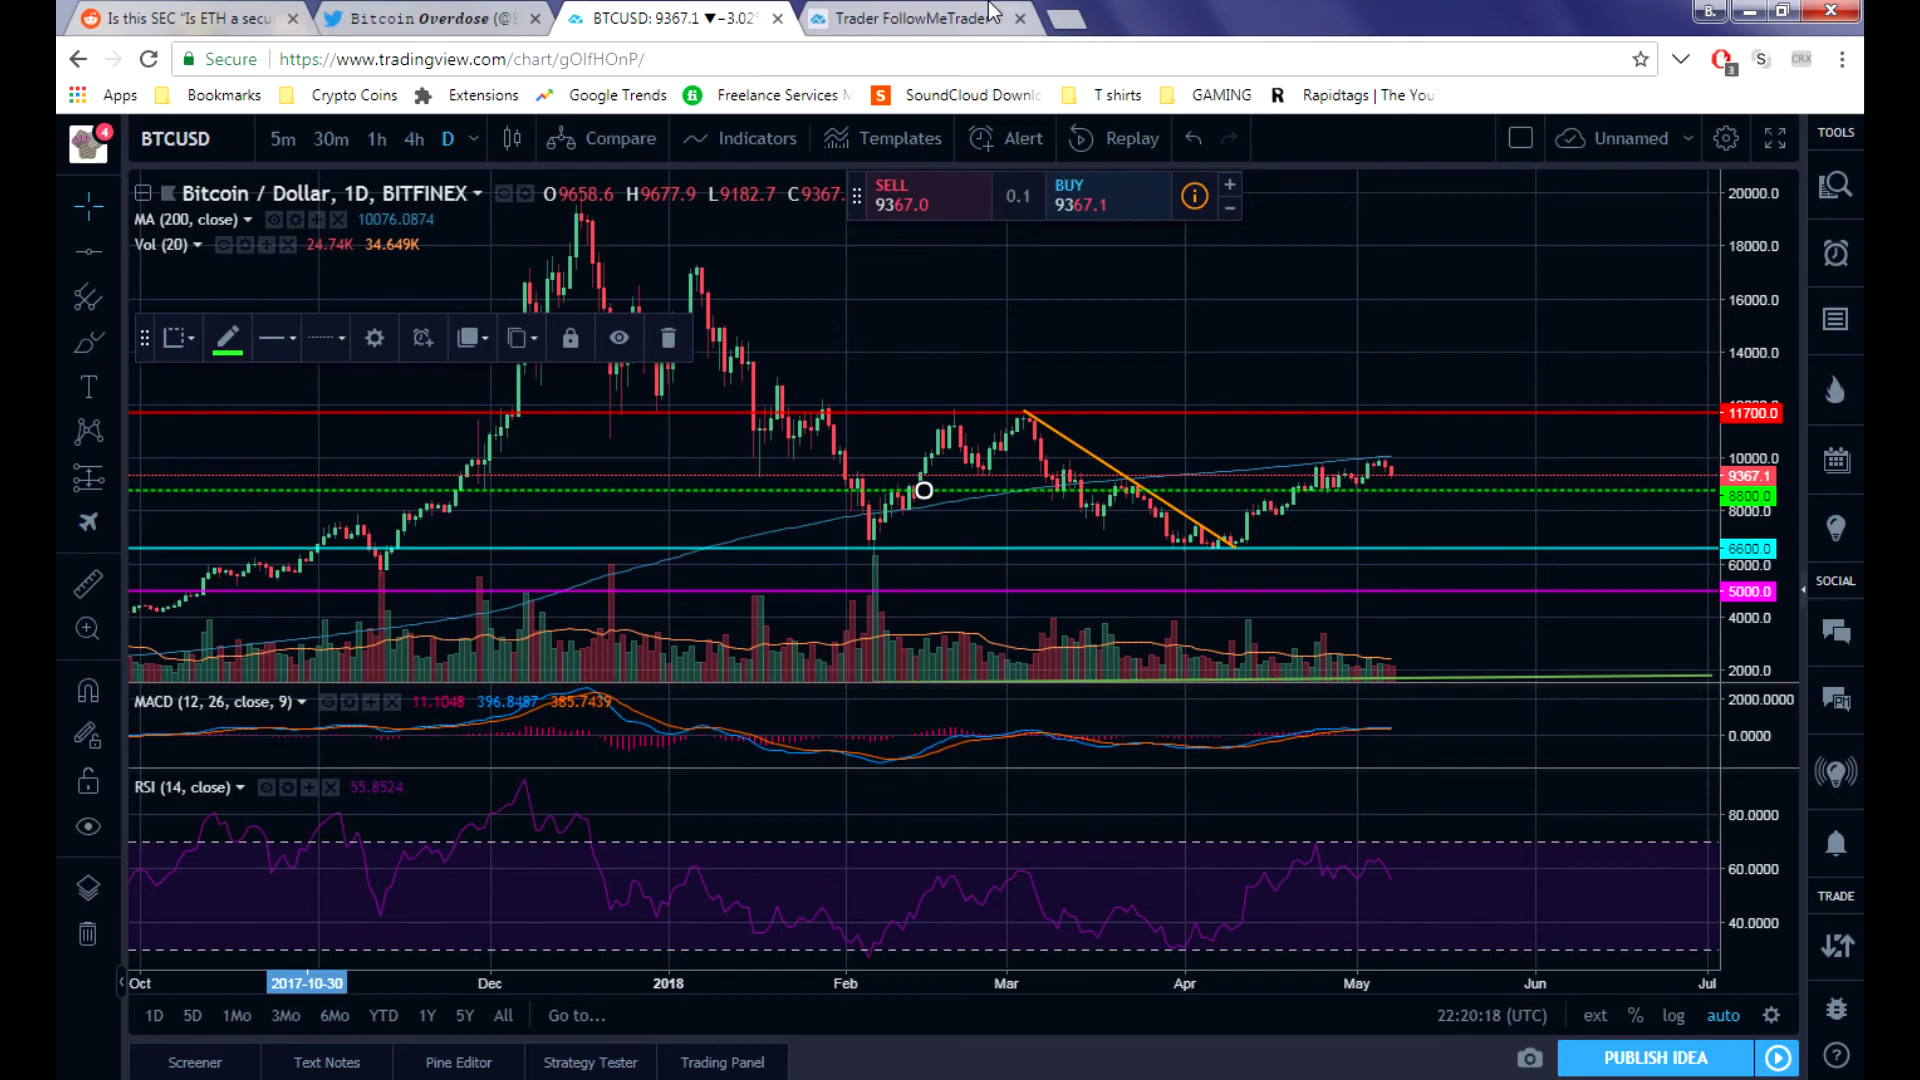 Is this SEC “Is ETH a secu
Bitcoin Overdose (@
BTCUSD: 9367.1 ▼−3.02
Trader FollowMeTrader
B.
Secure
https://www.tradingview.com/chart/gOIfHOnP/
3
S
CRX
Apps
Bookmarks
Crypto Coins
Extensions
Google Trends
Freelance Services
SoundCloud Downlo
T shirts
GAMING
R
Rapidtags | The You
4
BTCUSD
5m
30m
1h
4h
D
Compare
Indicators
Templates
Alert
Replay
Unnamed
TOOLS
Bitcoin / Dollar, 1D, BITFINEX
O9658.6 H9677.9 L9182.7 C9367.
SELL
9367.0
0.1
BUY
9367.1
MA (200, close)
10076.0874
Vol (20)
24.74K
34.649K
20000.0
18000.0
16000.0
14000.0
11700.0
10000.0
9367.1
8800.0
8000.0
6600.0
6000.0
5000.0
4000.0
2000.0
SOCIAL
MACD (12, 26, close, 9)
11.1048
396.8487
385.7439
2000.0000
0.0000
RSI (14, close)
55.8524
80.0000
60.0000
40.0000
TRADE
Oct
2017-10-30
Dec
2018
Feb
Mar
Apr
May
Jun
Jul
1D
5D
1Mo
3Mo
6Mo
YTD
1Y
5Y
All
Go to...
22:20:18 (UTC)
ext
%
log
auto
Screener
Text Notes
Pine Editor
Strategy Tester
Trading Panel
PUBLISH IDEA